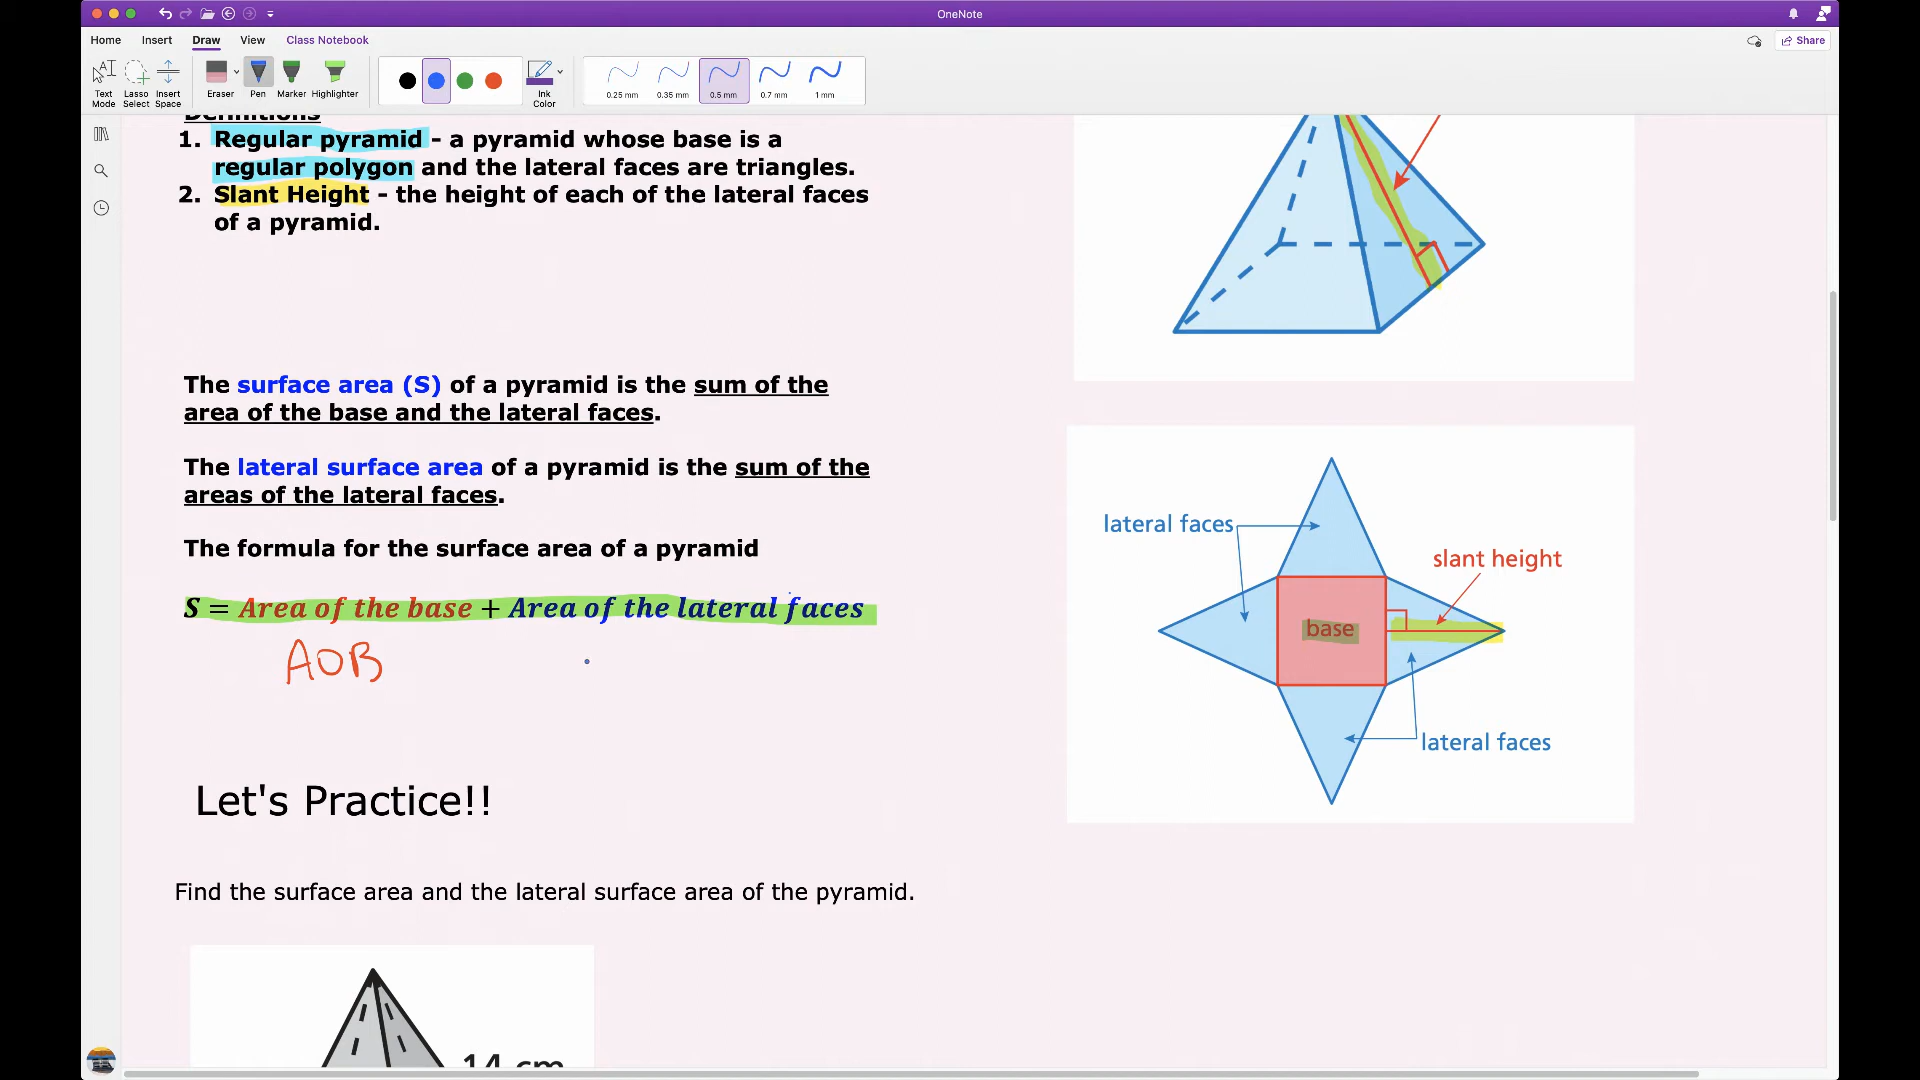 OneNote
Home Insert Draw View Class Notebook
Share
Text Mode
Lasso Select
Insert Space
Eraser
Pen
Marker
Highlighter
Ink Color
0.25 mm
0.35 mm
0.5 mm
0.7 mm
1 mm
Definitions
1. Regular pyramid - a pyramid whose base is a
regular polygon and the lateral faces are triangles.
2. Slant Height - the height of each of the lateral faces
of a pyramid.
The surface area (S) of a pyramid is the sum of the
area of the base and the lateral faces.
The lateral surface area of a pyramid is the sum of the
areas of the lateral faces.
The formula for the surface area of a pyramid
S = Area of the base + Area of the lateral faces
AOB
lateral faces
slant height
base
lateral faces
Let's Practice!!
Find the surface area and the lateral surface area of the pyramid.
14 cm